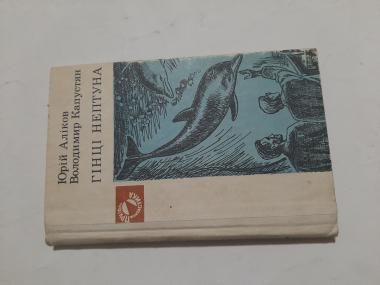 Юрій Аліков
Володимир Капустян
ГІНЦІ НЕПТУНА